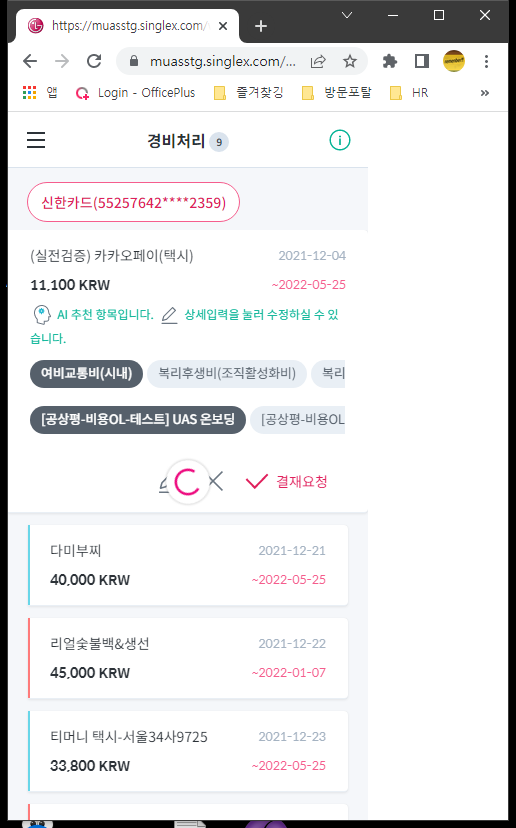 https://muasstg.singlex.com/
muasstg.singlex.com/...
앱 Login - OfficePlus 즐겨찾깅 방문포탈 HR »
경비처리 9
신한카드(55257642****2359)
(실전검증) 카카오페이(택시) 2021-12-04
11,100 KRW ~2022-05-25
AI 추천 항목입니다. 상세입력을 눌러 수정하실 수 있
습니다.
여비교통비(시내) 복리후생비(조직활성화비) 복리
[공상평-비용OL-테스트] UAS 온보딩 [공상평-비용OL
결재요청
다미부찌 2021-12-21
40,000 KRW ~2022-05-25
리얼숯불백&생선 2021-12-22
45,000 KRW ~2022-01-07
티머니 택시-서울34사9725 2021-12-23
33,800 KRW ~2022-05-25